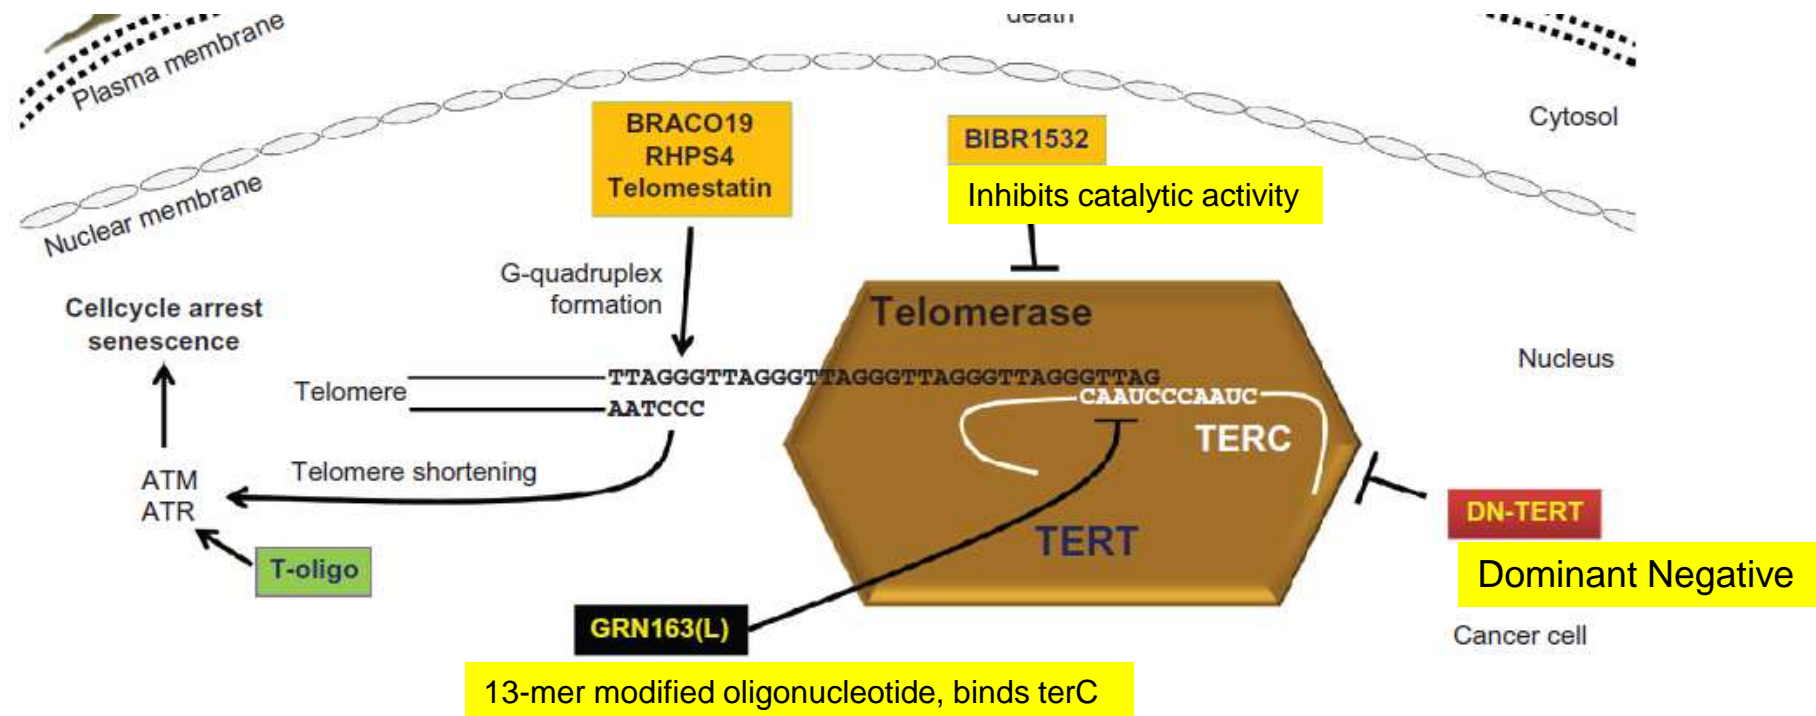 death
Plasma membrane
Cytosol
BRACO19
RHPS4
Telomestatin
BIBR1532
Inhibits catalytic activity
Nuclear membrane
G-quadruplex
formation
Cellcycle arrest
senescence
Telomerase
Nucleus
Telomere
TTAGGGTTAGGGTTAGGGTTAGGGTTAGGGTTAG
AATCCC
CAAUCCCAAUC
TERC
Telomere shortening
ATM
ATR
DN-TERT
TERT
T-oligo
Dominant Negative
GRN163(L)
Cancer cell
13-mer modified oligonucleotide, binds terC